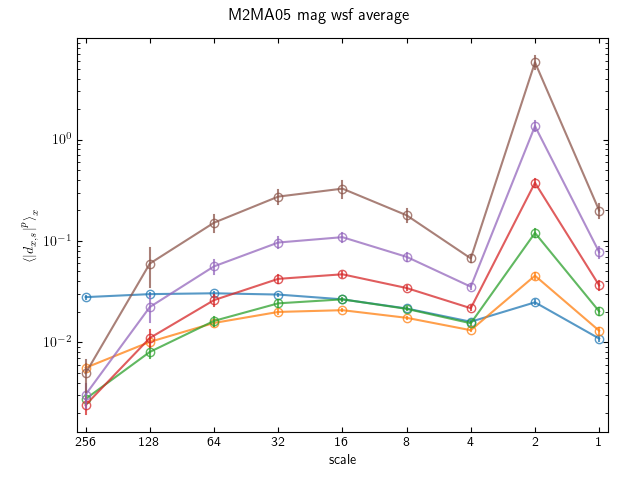 M2MA05 mag wsf average
⟨|d_{x,s}|^p⟩_x
10^0
10^{-1}
10^{-2}
256 128 64 32 16 8 4 2 1
scale